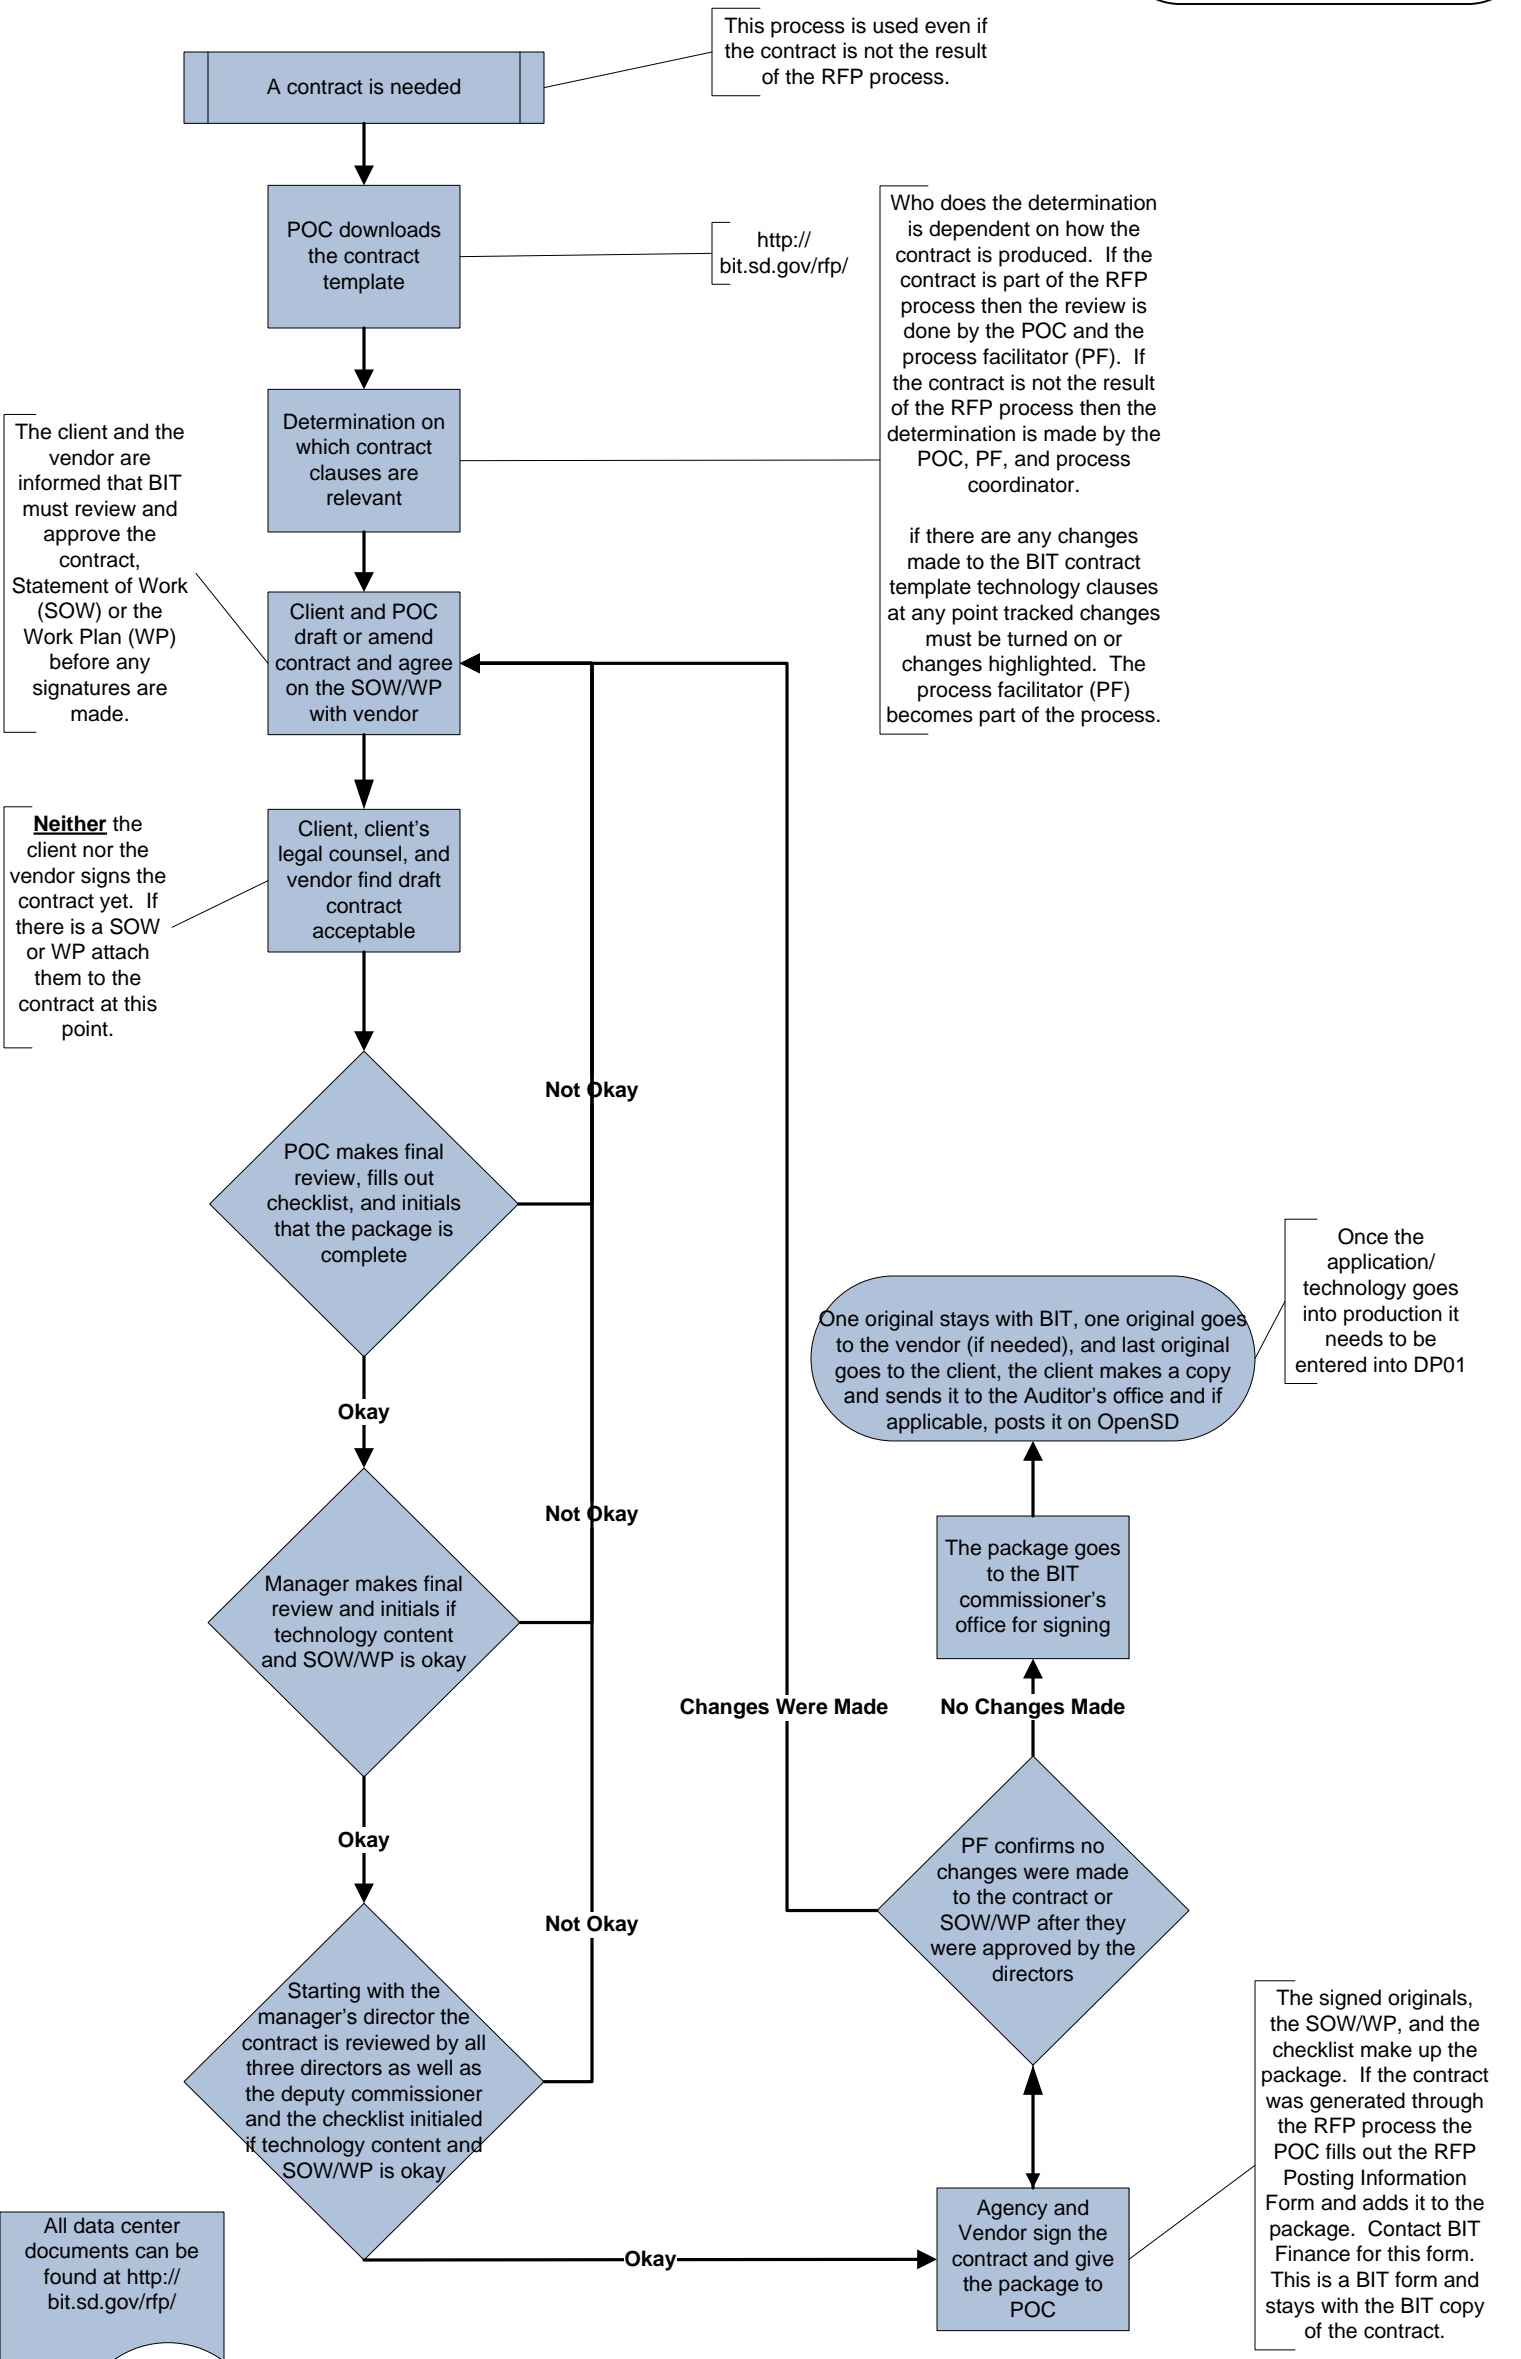 This process is used even if
the contract is not the result
of the RFP process.
A contract is needed
POC downloads
the contract
template
http://
bit.sd.gov/rfp/
Who does the determination
is dependent on how the
contract is produced.  If the
contract is part of the RFP
process then the review is
done by the POC and the
process facilitator (PF).  If
the contract is not the result
of the RFP process then the
determination is made by the
POC, PF, and process
coordinator.
if there are any changes
made to the BIT contract
template technology clauses
at any point tracked changes
must be turned on or
changes highlighted.  The
process facilitator (PF)
becomes part of the process.
Determination on
which contract
clauses are
relevant
The client and the
vendor are
informed that BIT
must review and
approve the
contract,
Statement of Work
(SOW) or the
Work Plan (WP)
before any
signatures are
made.
Client and POC
draft or amend
contract and agree
on the SOW/WP
with vendor
Neither the
client nor the
vendor signs the
contract yet.  If
there is a SOW
or WP attach
them to the
contract at this
point.
Client, client's
legal counsel, and
vendor find draft
contract
acceptable
Not Okay
POC makes final
review, fills out
checklist, and initials
that the package is
complete
Okay
Not Okay
Manager makes final
review and initials if
technology content
and SOW/WP is okay
Okay
Not Okay
Starting with the
manager's director the
contract is reviewed by all
three directors as well as
the deputy commissioner
and the checklist initialed
if technology content and
SOW/WP is okay
Okay
Agency and
Vendor sign the
contract and give
the package to
POC
The signed originals,
the SOW/WP, and the
checklist make up the
package.  If the contract
was generated through
the RFP process the
POC fills out the RFP
Posting Information
Form and adds it to the
package.  Contact BIT
Finance for this form.
This is a BIT form and
stays with the BIT copy
of the contract.
PF confirms no
changes were made
to the contract or
SOW/WP after they
were approved by the
directors
Changes Were Made
No Changes Made
The package goes
to the BIT
commissioner's
office for signing
One original stays with BIT, one original goes
to the vendor (if needed), and last original
goes to the client, the client makes a copy
and sends it to the Auditor's office and if
applicable, posts it on OpenSD
Once the
application/
technology goes
into production it
needs to be
entered into DP01
All data center
documents can be
found at http://
bit.sd.gov/rfp/